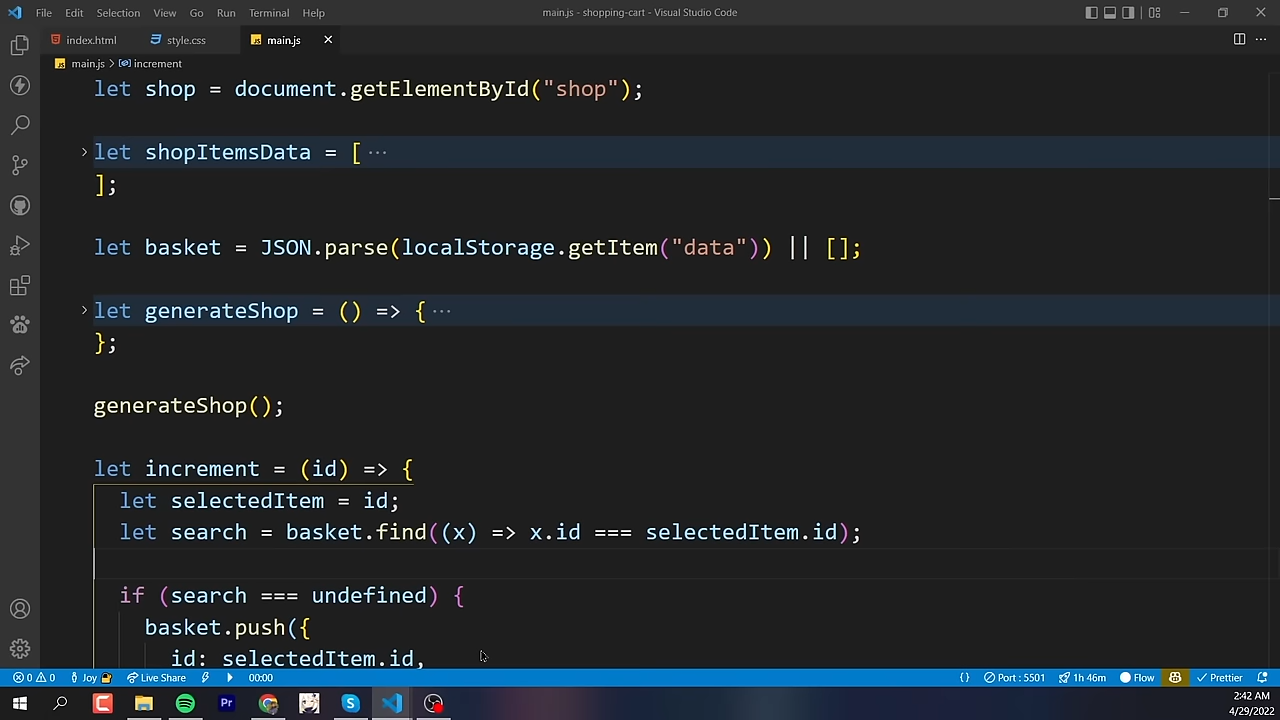 File Edit Selection View Go Run Terminal Help main.js - shopping-cart - Visual Studio Code
index.html style.css main.js
main.js > increment
let shop = document.getElementById("shop");
let shopItemsData = [ ···
];
let basket = JSON.parse(localStorage.getItem("data")) || [];
let generateShop = () => { ···
};
generateShop();
let increment = (id) => {
let selectedItem = id;
let search = basket.find((x) => x.id === selectedItem.id);
if (search === undefined) {
basket.push({
id: selectedItem.id,
0 0 Joy Live Share 00:00 {} Port : 5501 1h 46m Flow Prettier
Pr
2:42 AM
4/29/2022